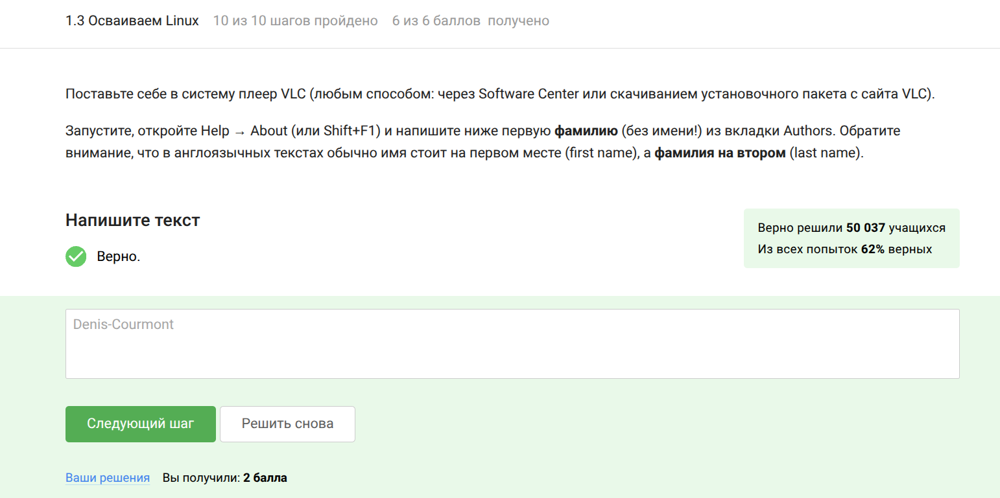 1.3 Осваиваем Linux 10 из 10 шагов пройдено 6 из 6 баллов получено
Поставьте себе в систему плеер VLC (любым способом: через Software Center или скачиванием установочного пакета с сайта VLC).
Запустите, откройте Help → About (или Shift+F1) и напишите ниже первую фамилию (без имени!) из вкладки Authors. Обратите
внимание, что в англоязычных текстах обычно имя стоит на первом месте (first name), а фамилия на втором (last name).
Напишите текст
Верно.
Верно решили 50 037 учащихся
Из всех попыток 62% верных
Denis-Courmont
Следующий шаг
Решить снова
Ваши решения Вы получили: 2 балла